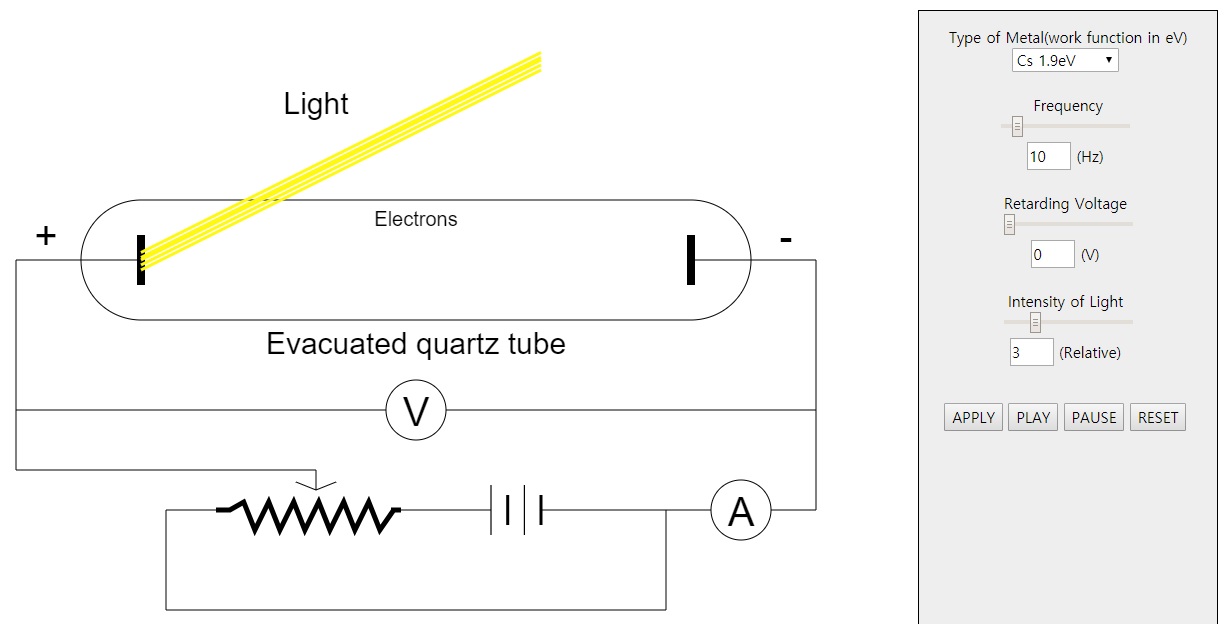 Light
Electrons
+
-
Evacuated quartz tube
V
A
Type of Metal(work function in eV)
Cs 1.9eV
Frequency
10 (Hz)
Retarding Voltage
0 (V)
Intensity of Light
3 (Relative)
APPLY PLAY PAUSE RESET